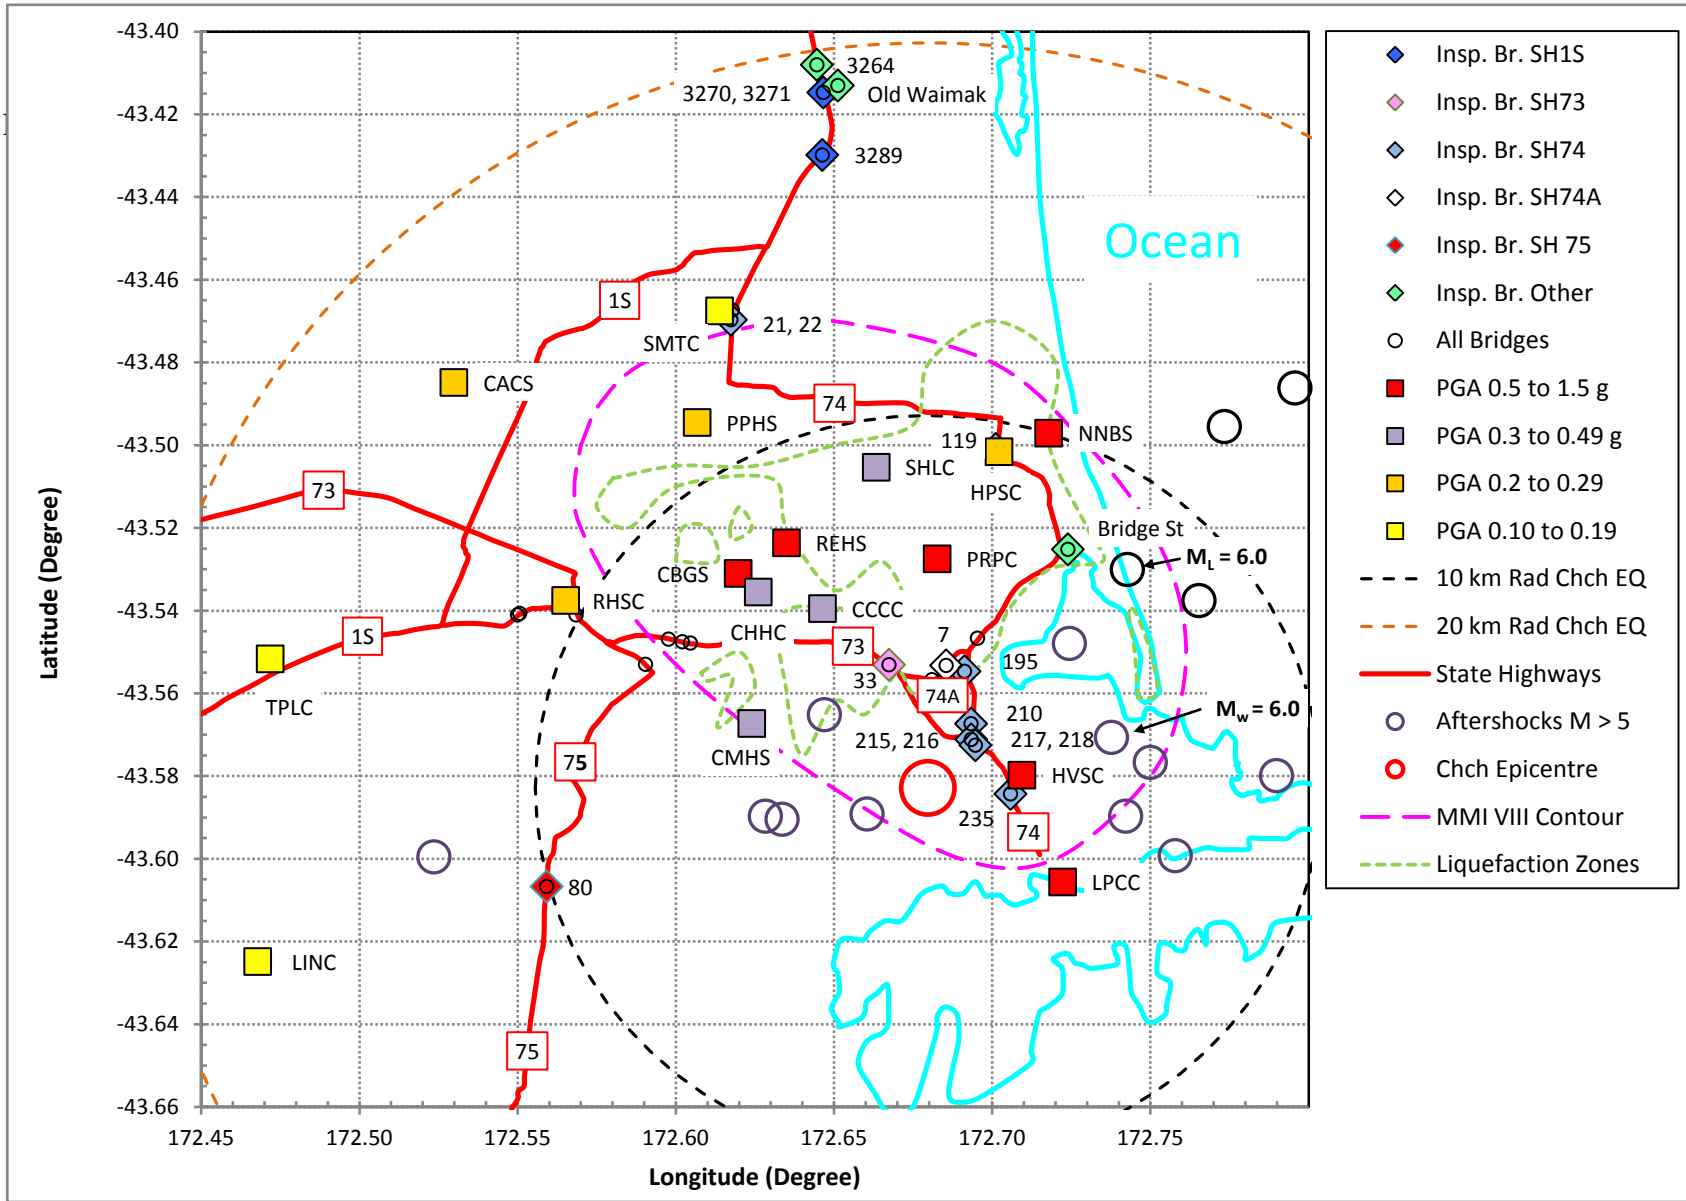 -43.40
-43.42
-43.44
-43.46
-43.48
-43.50
-43.52
-43.54
-43.56
-43.58
-43.60
-43.62
-43.64
-43.66
172.45
172.50
172.55
172.60
172.65
172.70
172.75
Latitude (Degree)
Longitude (Degree)
3264
3270, 3271
Old Waimak
3289
Ocean
1S
SMTC
21, 22
CACS
74
PPHS
119
NNBS
SHLC
HPSC
73
Bridge St
REHS
PRPC
ML = 6.0
CBGS
RHSC
CCCC
CHHC
1S
73
7
195
33
74A
TPLC
210
Mw = 6.0
215, 216
217, 218
CMHS
75
HVSC
235
74
80
LPCC
LINC
75
Insp. Br. SH1S
Insp. Br. SH73
Insp. Br. SH74
Insp. Br. SH74A
Insp. Br. SH 75
Insp. Br. Other
All Bridges
PGA 0.5 to 1.5 g
PGA 0.3 to 0.49 g
PGA 0.2 to 0.29
PGA 0.10 to 0.19
10 km Rad Chch EQ
20 km Rad Chch EQ
State Highways
Aftershocks M > 5
Chch Epicentre
MMI VIII Contour
Liquefaction Zones